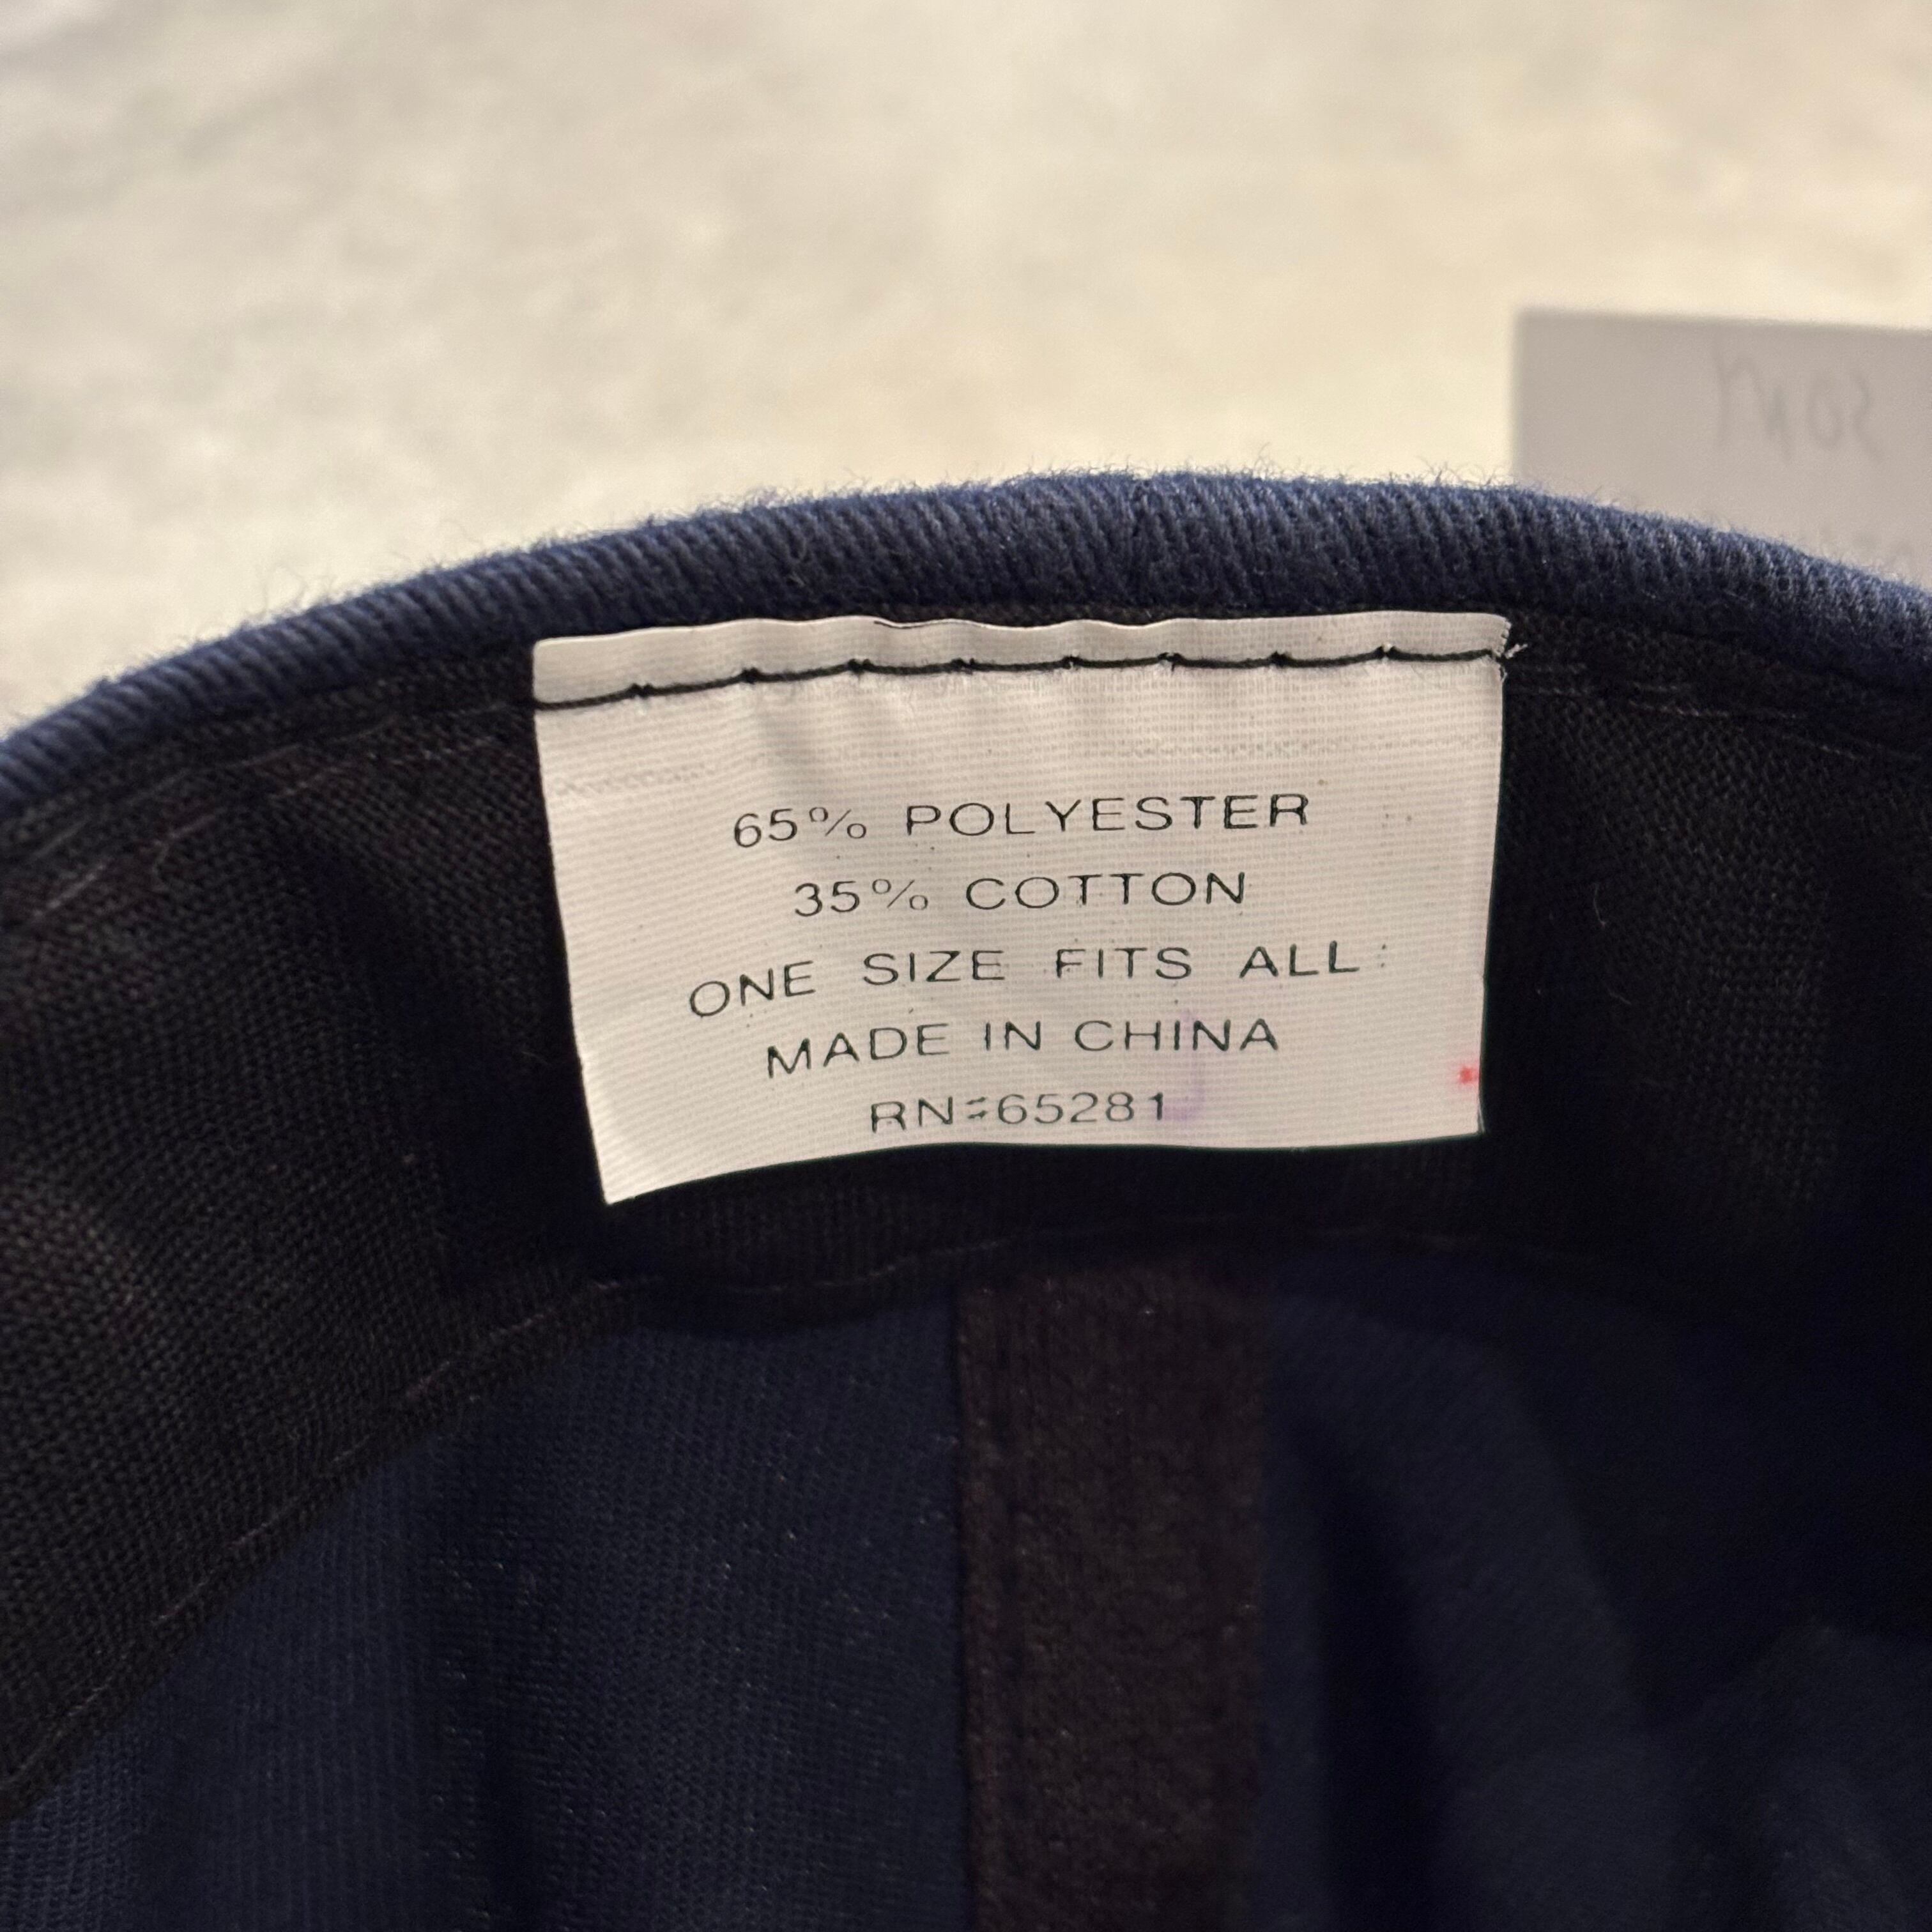 65% POLYESTER
35% COTTON
ONE SIZE FITS ALL
MADE IN CHINA
RN#65281